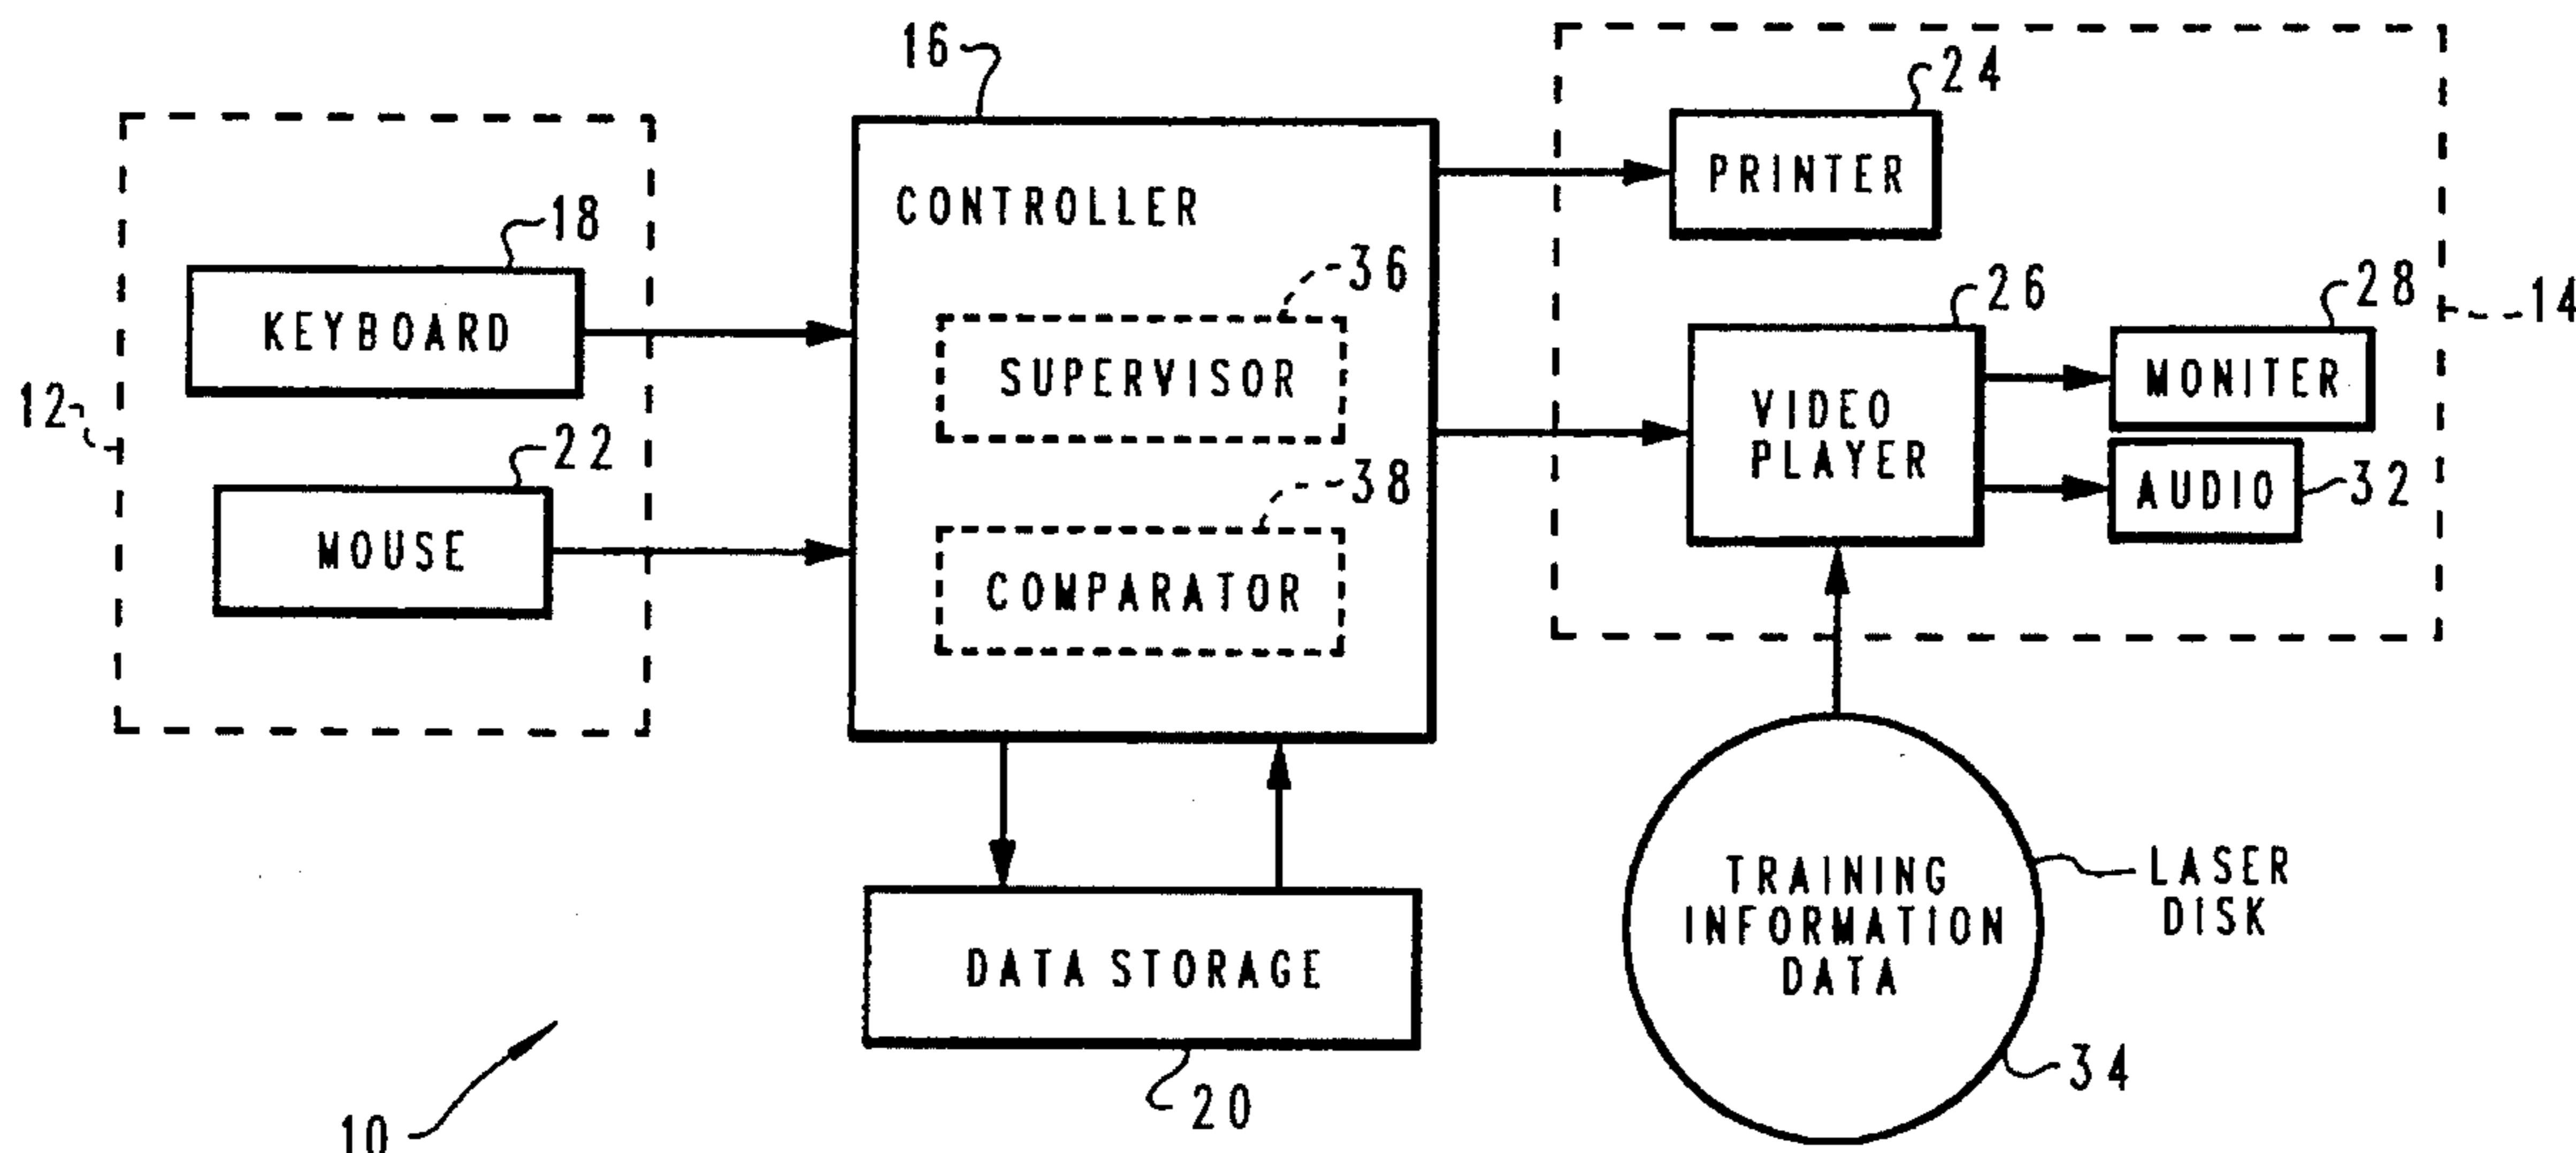 16
24
PRINTER
CONTROLLER
18
36
26
28
14
KEYBOARD
SUPERVISOR
MONITER
VIDEO
PLAYER
12
22
38
AUDIO
32
MOUSE
COMPARATOR
TRAINING
INFORMATION
DATA
LASER
DISK
DATA STORAGE
34
20
10